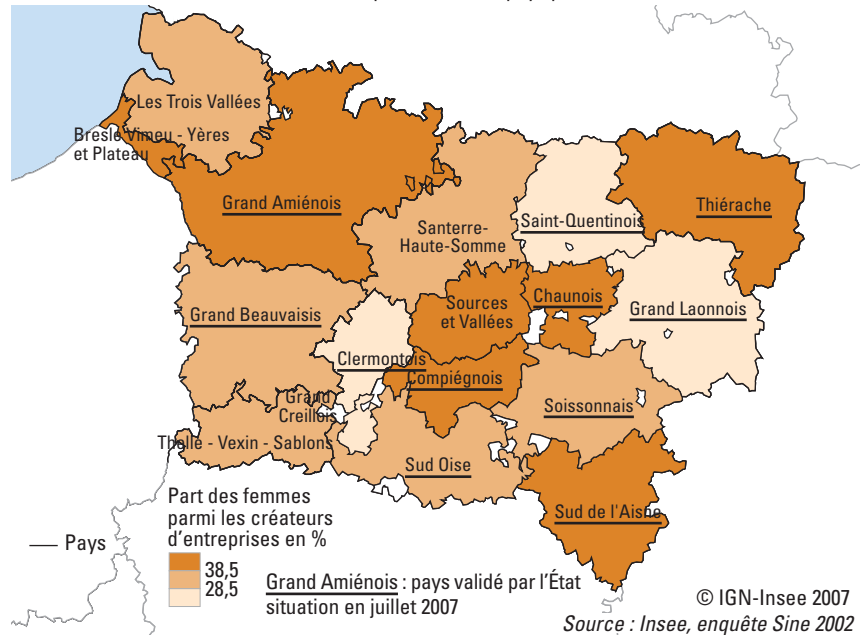 Les Trois Vallées
Bresle Vimeu - Yères
et Plateau
Grand Amiénois
Santerre-
Haute-Somme
Saint-Quentinois
Thiérache
Grand Beauvaisis
Sources
et Vallées
Chaunois
Grand Laonnois
Clermontois
Compiégnois
Grand
Creillois
Soissonnais
Thelle - Vexin - Sablons
Sud Oise
Sud de l'Aisne
Part des femmes
parmi les créateurs
d'entreprises en %
38,5
28,5
Pays
Grand Amiénois : pays validé par l'État
situation en juillet 2007
© IGN-Insee 2007
Source : Insee, enquête Sine 2002